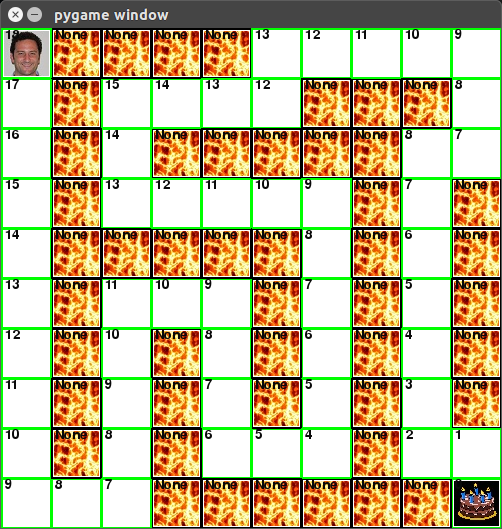 pygame window
18 None None None None 13 12 11 10 9
17 None 15 14 13 12 None None None 8
16 None 14 None None None None None 8 7
15 None 13 12 11 10 9 None 7 None
14 None None None None None 8 None 6 None
13 None 11 10 9 None 7 None 5 None
12 None 10 None 8 None 6 None 4 None
11 None 9 None 7 None 5 None 3 None
10 None 8 None 6 5 4 None 2 1
9 8 7 None None None None None None